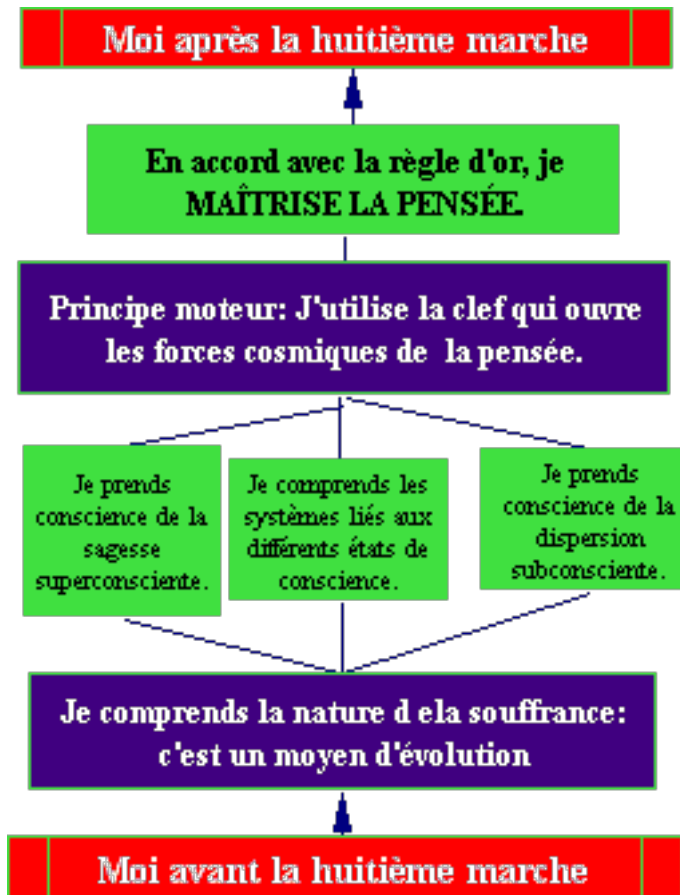 Moi après la huitième marche
En accord avec la règle d'or, je
MAÎTRISE LA PENSÉE.
Principe moteur: J'utilise la clef qui ouvre
les forces cosmiques de la pensée.
Je prends
conscience de la
sagesse
superconsciente.
Je comprends les
systèmes liés aux
différents états de
conscience.
Je prends
conscience de la
dispersion
subconsciente.
Je comprends la nature d ela souffrance:
c'est un moyen d'évolution
Moi avant la huitième marche